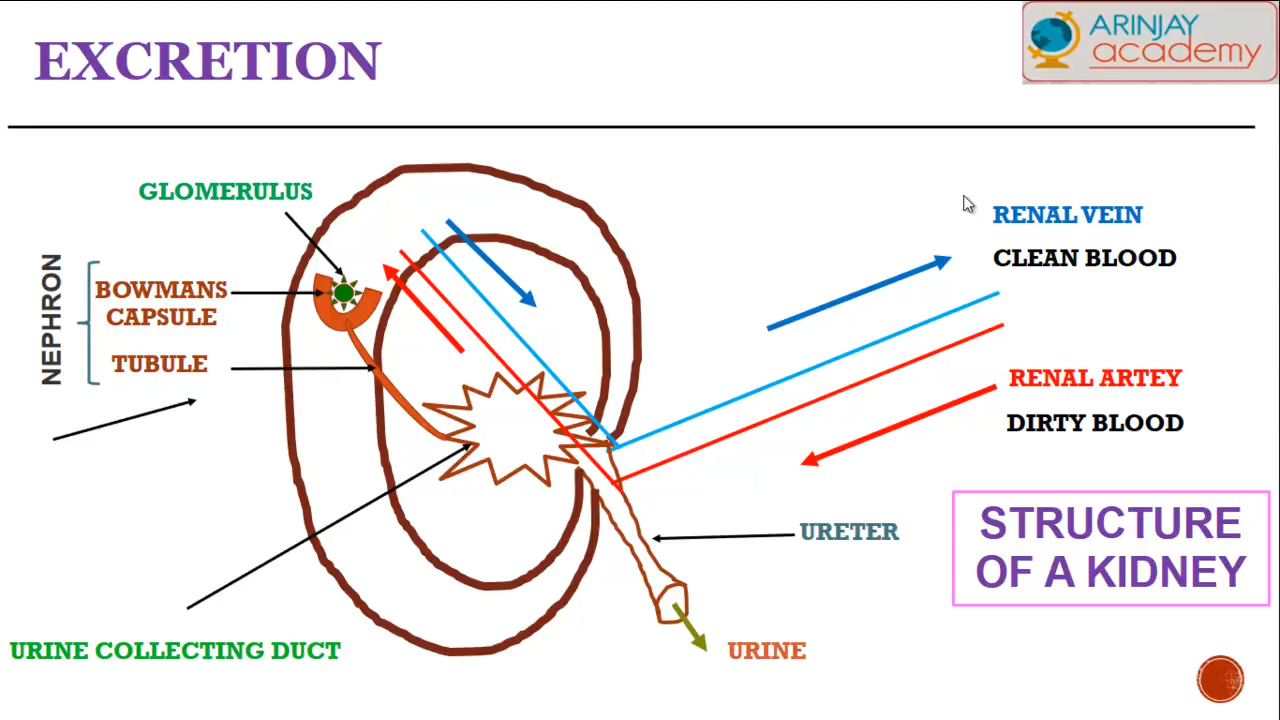 EXCRETION
ARINJAY
academy
GLOMERULUS
NEPHRON
BOWMANS
CAPSULE
TUBULE
RENAL VEIN
CLEAN BLOOD
RENAL ARTEY
DIRTY BLOOD
STRUCTURE
OF A KIDNEY
URETER
URINE COLLECTING DUCT
URINE